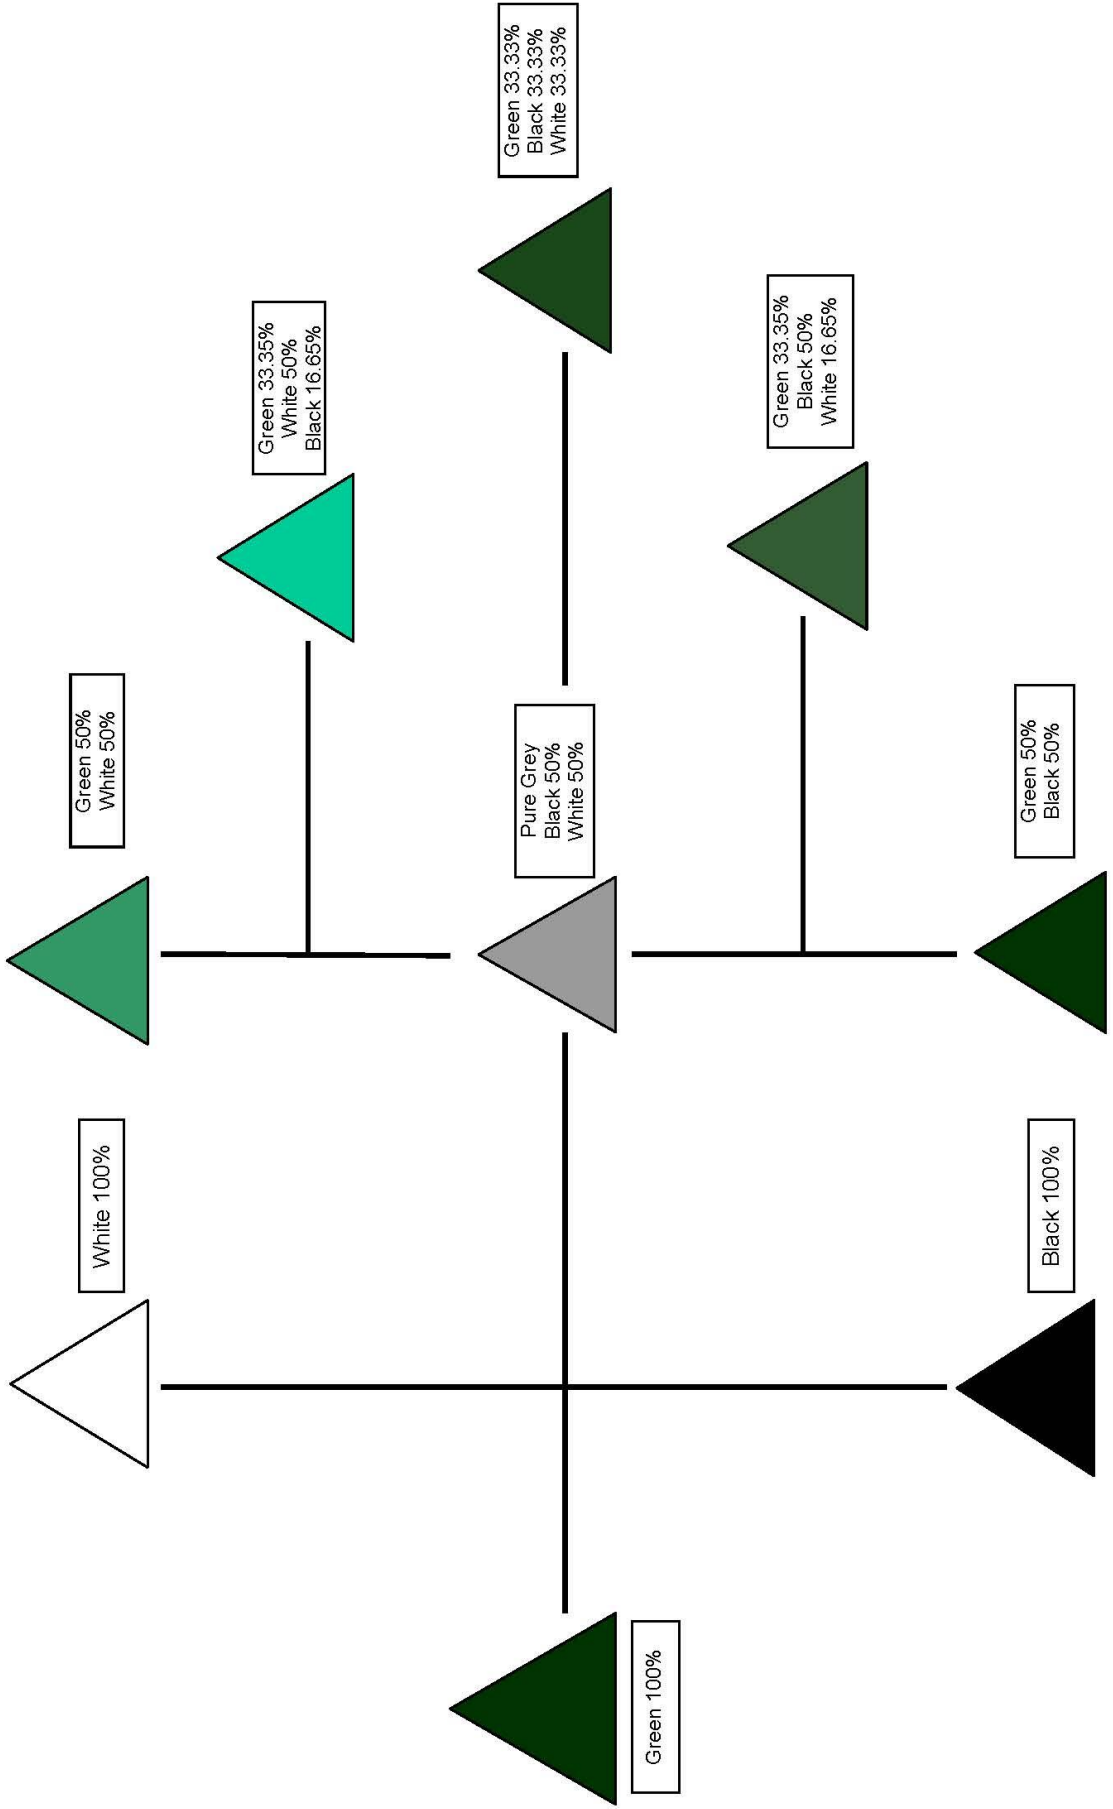 Green 33.33%
Black 33.33%
White 33.33%
Green 33.35%
White 50%
Black 16.65%
Green 33.35%
Black 50%
White 16.65%
Green 50%
White 50%
Pure Grey
Black 50%
White 50%
Green 50%
Black 50%
White 100%
Black 100%
Green 100%